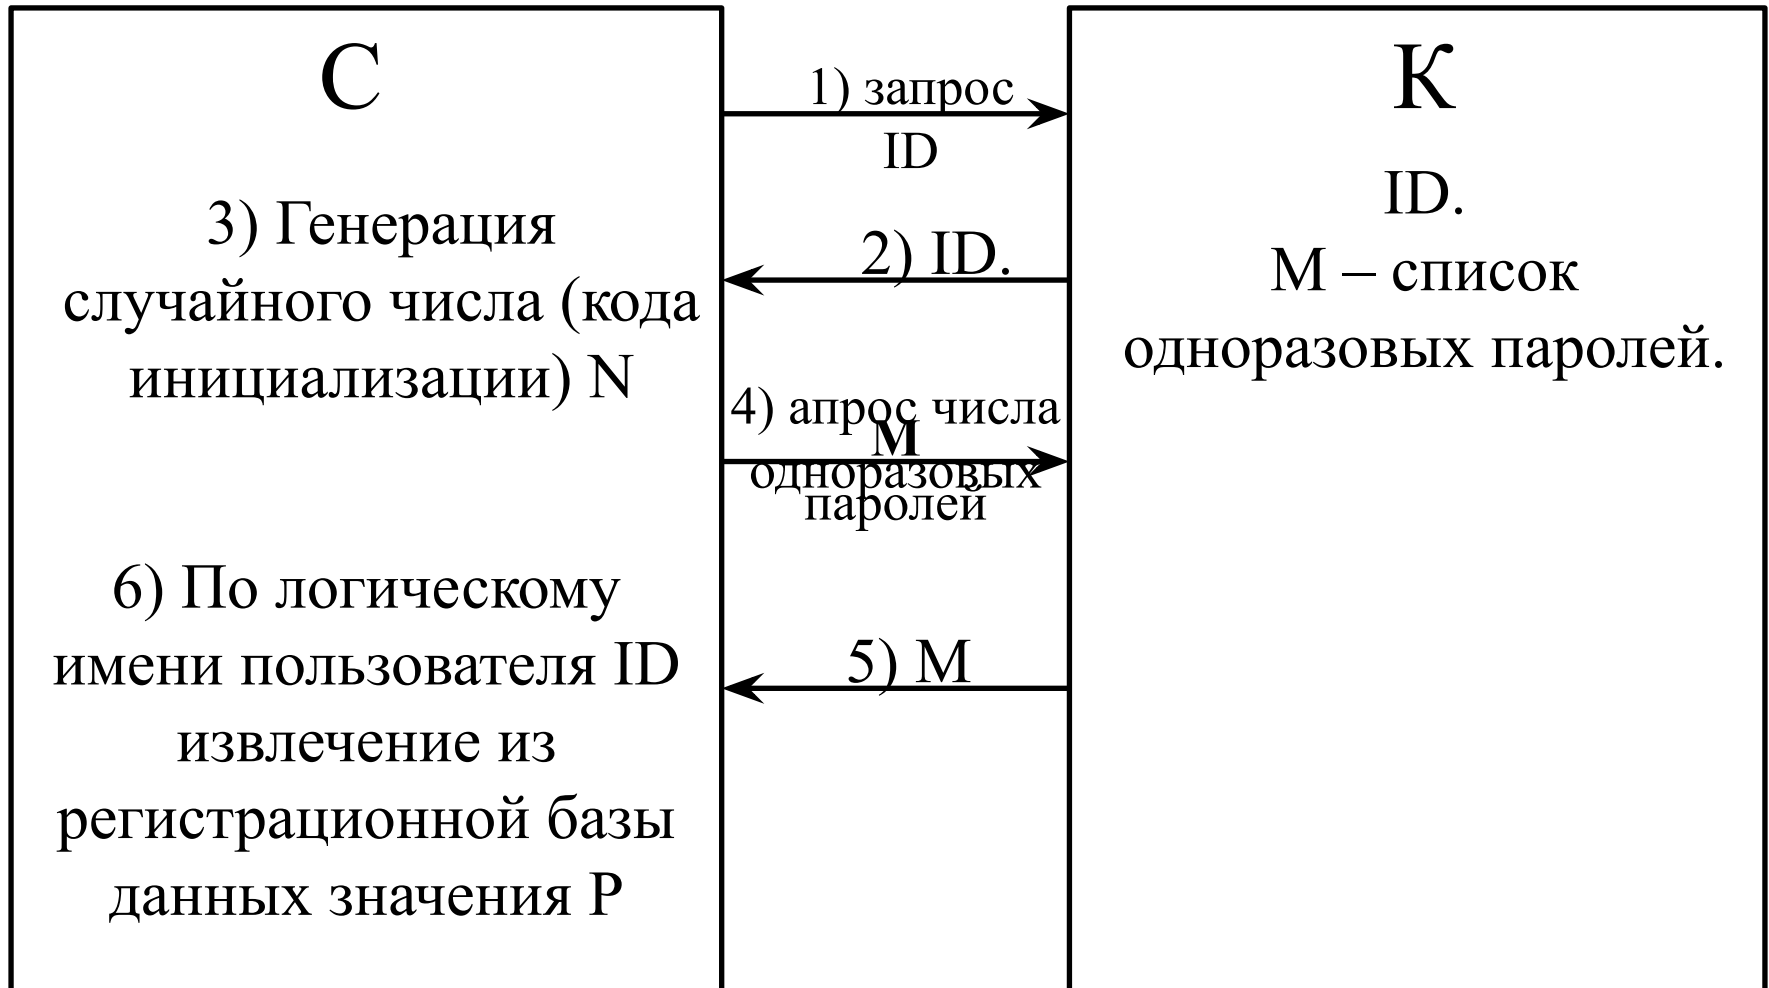 С
3) Генерация
случайного числа (кода
инициализации) N
6) По логическому
имени пользователя ID
извлечение из
регистрационной базы
данных значения P
1) запрос
ID
2) ID.
4) апрос числа
М
одноразовых
паролей
5) М
К
ID.
М – список
одноразовых паролей.